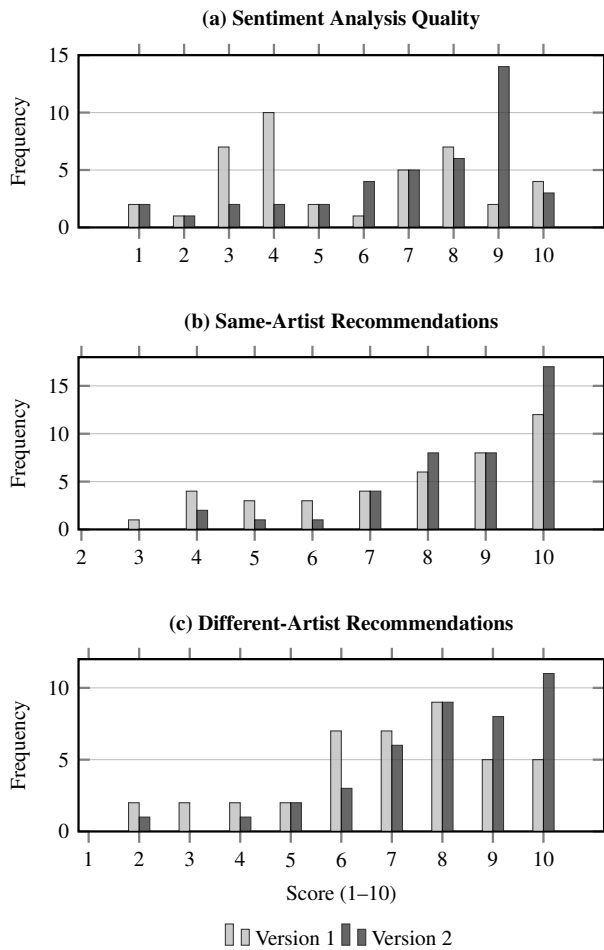 (a) Sentiment Analysis Quality
15
10
5
0
Frequency
1 2 3 4 5 6 7 8 9 10
(b) Same-Artist Recommendations
15
10
5
0
Frequency
2 3 4 5 6 7 8 9 10
(c) Different-Artist Recommendations
10
5
0
Frequency
1 2 3 4 5 6 7 8 9 10
Score (1–10)
Version 1 Version 2